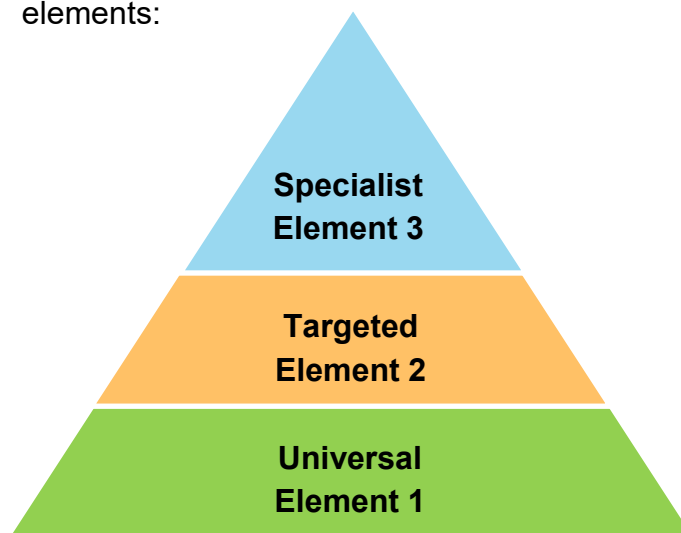 elements:
Specialist
Element 3
Targeted
Element 2
Universal
Element 1